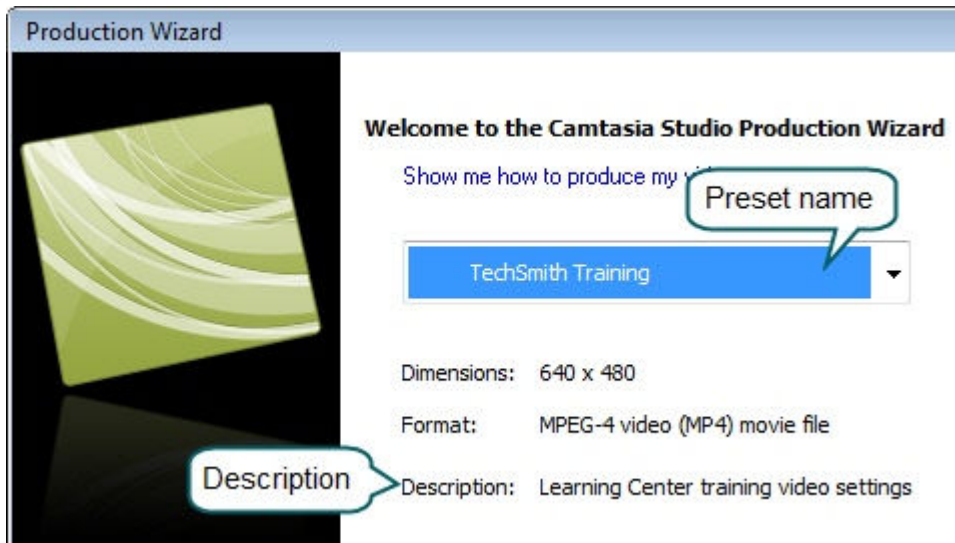 Production Wizard
Welcome to the Camtasia Studio Production Wizard
Show me how to produce my
Preset name
TechSmith Training
Dimensions: 640 x 480
Format: MPEG-4 video (MP4) movie file
Description
Description: Learning Center training video settings